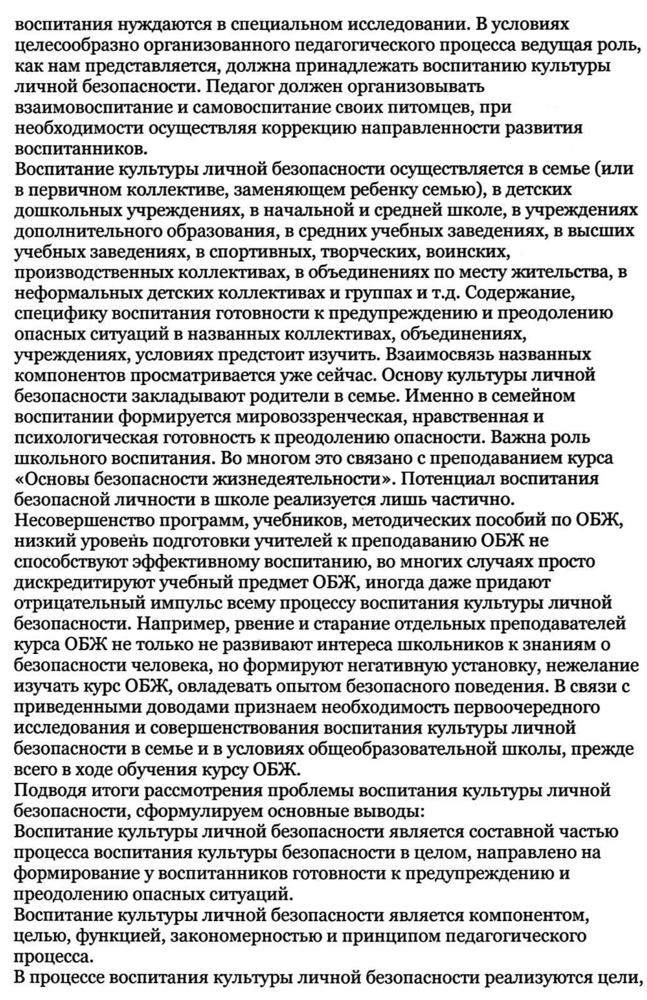 воспитания нуждаются в специальном исследовании. В условиях
целесообразно организованного педагогического процесса ведущая роль,
как нам представляется, должна принадлежать воспитанию культуры
личной безопасности. Педагог должен организовывать
взаимовоспитание и самовоспитание своих питомцев, при
необходимости осуществляя коррекцию направленности развития
воспитанников.
Воспитание культуры личной безопасности осуществляется в семье (или
в первичном коллективе, заменяющем ребенку семью), в детских
дошкольных учреждениях, в начальной и средней школе, в учреждениях
дополнительного образования, в средних учебных заведениях, в высших
учебных заведениях, в спортивных, творческих, воинских,
производственных коллективах, в объединениях по месту жительства, в
неформальных детских коллективах и группах и т.д. Содержание,
специфику воспитания готовности к предупреждению и преодолению
опасных ситуаций в названных коллективах, объединениях,
учреждениях, условиях предстоит изучить. Взаимосвязь названных
компонентов просматривается уже сейчас. Основу культуры личной
безопасности закладывают родители в семье. Именно в семейном
воспитании формируется мировоззренческая, нравственная и
психологическая готовность к преодолению опасности. Важна роль
школьного воспитания. Во многом это связано с преподаванием курса
«Основы безопасности жизнедеятельности». Потенциал воспитания
безопасной личности в школе реализуется лишь частично.
Несовершенство программ, учебников, методических пособий по ОБЖ,
низкий уровень подготовки учителей к преподаванию ОБЖ не
способствуют эффективному воспитанию, во многих случаях просто
дискредитируют учебный предмет ОБЖ, иногда даже придают
отрицательный импульс всему процессу воспитания культуры личной
безопасности. Например, рвение и старание отдельных преподавателей
курса ОБЖ не только не развивают интереса школьников к знаниям о
безопасности человека, но формируют негативную установку, нежелание
изучать курс ОБЖ, овладевать опытом безопасного поведения. В связи с
приведенными доводами признаем необходимость первоочередного
исследования и совершенствования воспитания культуры личной
безопасности в семье и в условиях общеобразовательной школы, прежде
всего в ходе обучения курсу ОБЖ.
Подводя итоги рассмотрения проблемы воспитания культуры личной
безопасности, сформулируем основные выводы:
Воспитание культуры личной безопасности является составной частью
процесса воспитания культуры безопасности в целом, направлено на
формирование у воспитанников готовности к предупреждению и
преодолению опасных ситуаций.
Воспитание культуры личной безопасности является компонентом,
целью, функцией, закономерностью и принципом педагогического
процесса.
В процессе воспитания культуры личной безопасности реализуются цели,